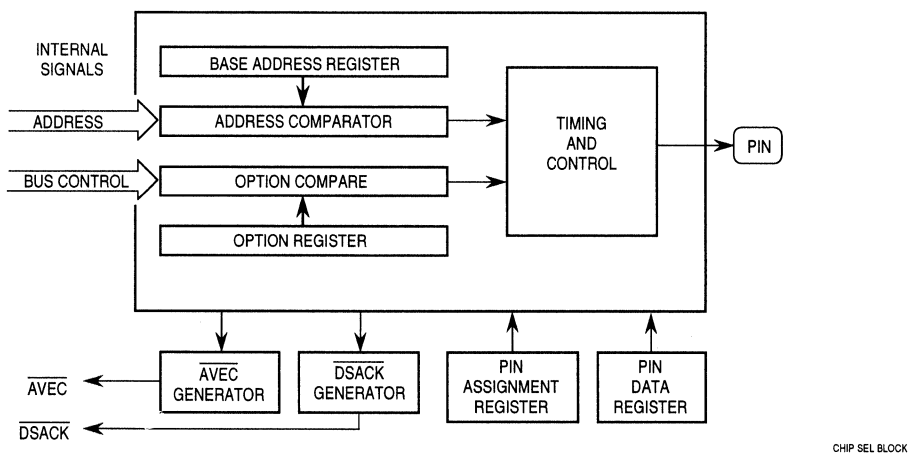 INTERNAL
SIGNALS
BASE ADDRESS REGISTER
ADDRESS
ADDRESS COMPARATOR
TIMING
AND
CONTROL
PIN
BUS CONTROL
OPTION COMPARE
OPTION REGISTER
AVEC
GENERATOR
DSACK
GENERATOR
PIN
ASSIGNMENT
REGISTER
PIN
DATA
REGISTER
AVEC
DSACK
CHIP SEL BLOCK